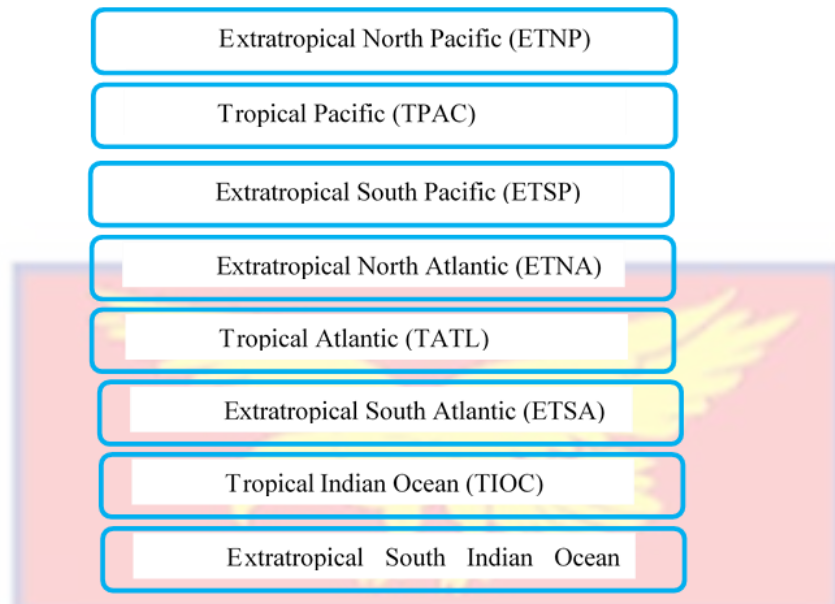 Extratropical North Pacific (ETNP)
Tropical Pacific (TPAC)
Extratropical South Pacific (ETSP)
Extratropical North Atlantic (ETNA)
Tropical Atlantic (TATL)
Extratropical South Atlantic (ETSA)
Tropical Indian Ocean (TIOC)
Extratropical South Indian Ocean